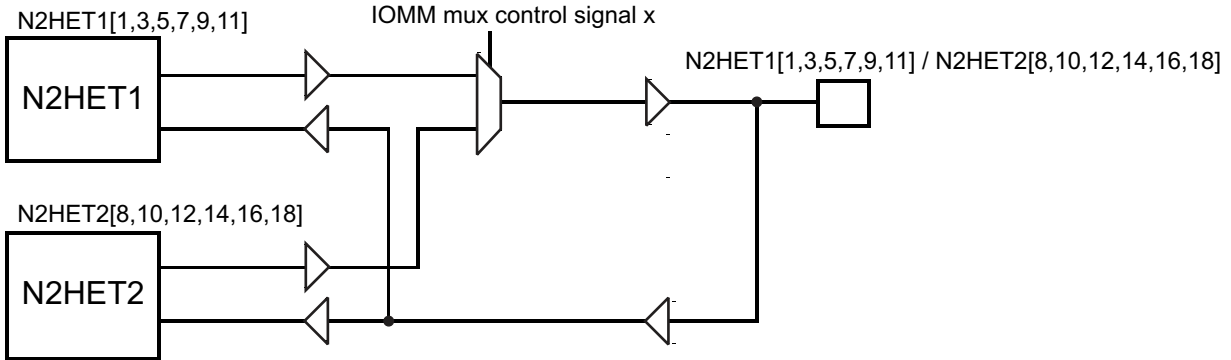 N2HET1[1,3,5,7,9,11]
IOMM mux control signal x
N2HET1[1,3,5,7,9,11] / N2HET2[8,10,12,14,16,18]
N2HET1
N2HET2[8,10,12,14,16,18]
N2HET2